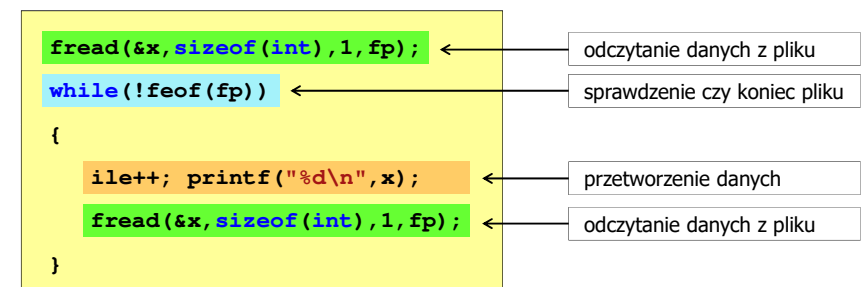 fread(&x,sizeof(int),1,fp); odczytanie danych z pliku
while(!feof(fp)) sprawdzenie czy koniec pliku
{
ile++; printf("%d\n",x); przetworzenie danych
fread(&x,sizeof(int),1,fp); odczytanie danych z pliku
}